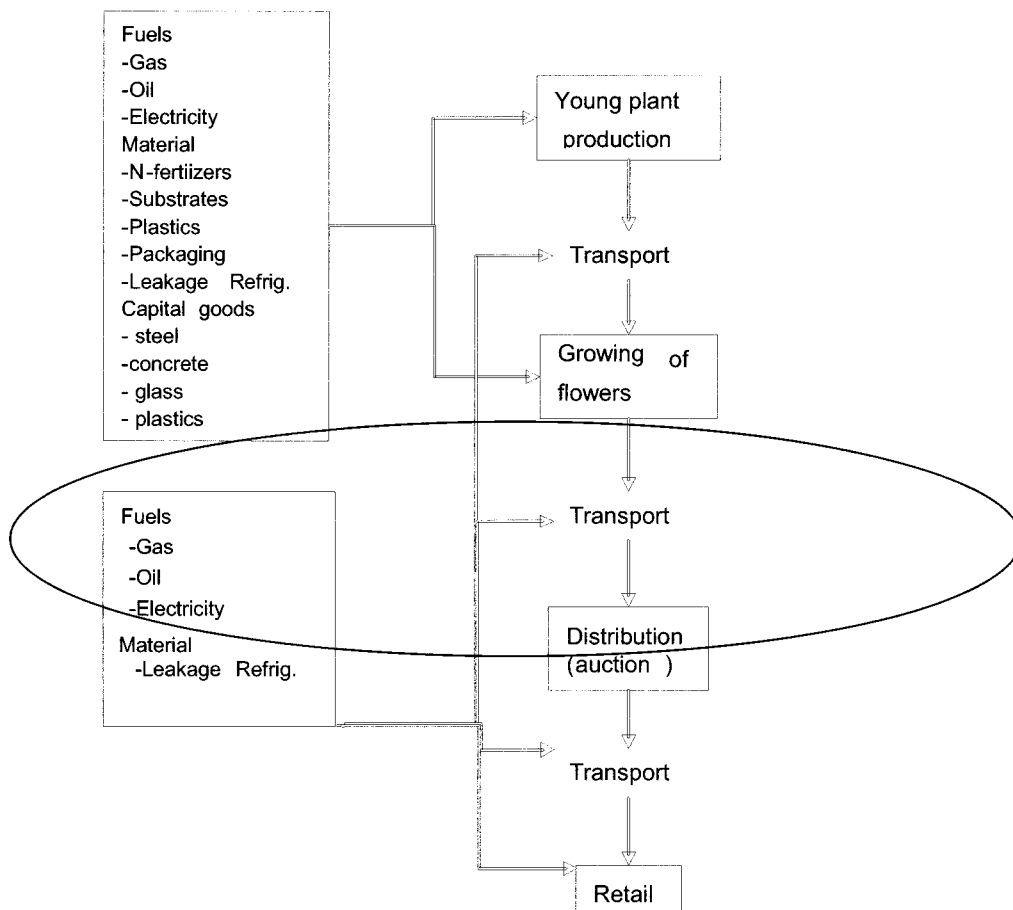 Fuels
-Gas
-Oil
-Electricity
Material
-N-fertiizers
-Substrates
-Plastics
-Packaging
-Leakage Refrig.
Capital goods
- steel
-concrete
- glass
- plastics
Fuels
-Gas
-Oil
-Electricity
Material
-Leakage Refrig.
Young plant
production
Transport
Growing of
flowers
Transport
Distribution
(auction )
Transport
Retail